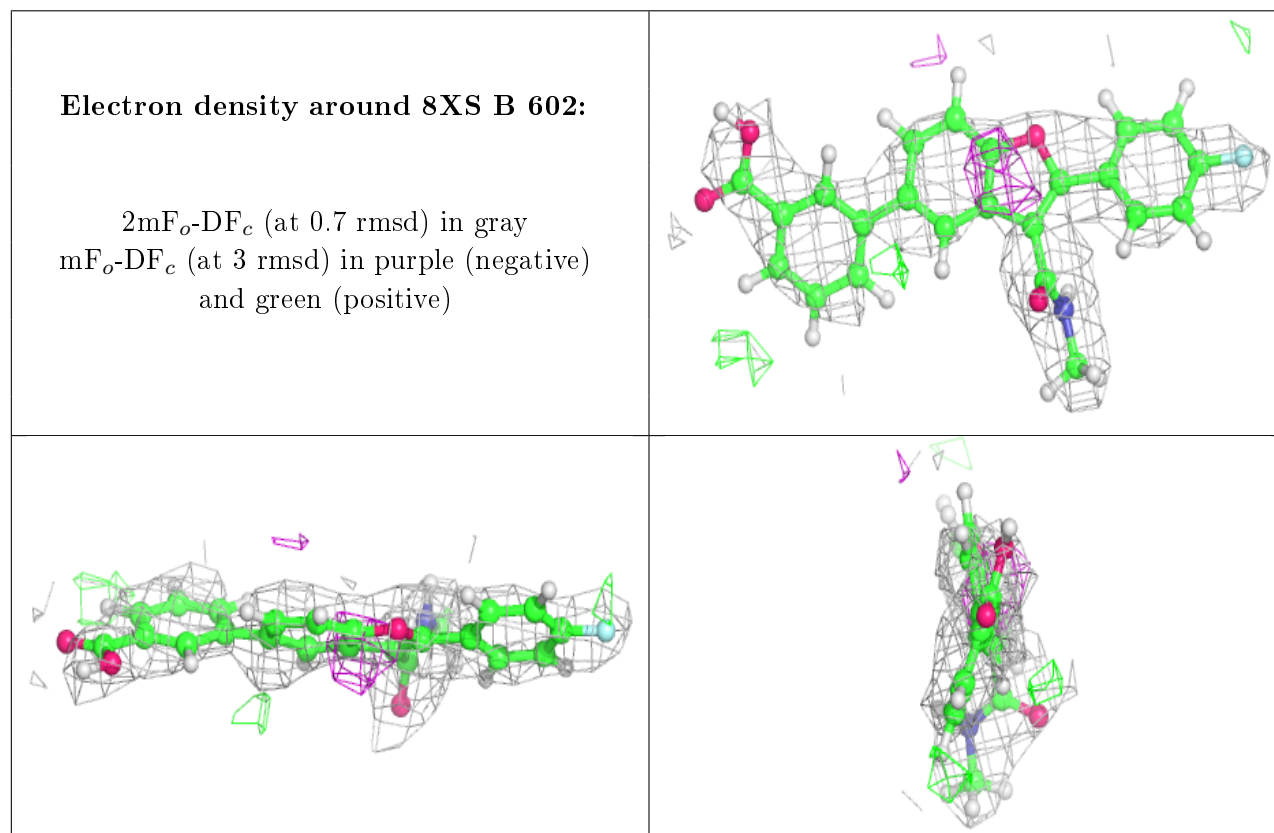 Electron density around 8XS B 602:
2mFo-DFc (at 0.7 rmsd) in gray
mFo-DFc (at 3 rmsd) in purple (negative)
and green (positive)